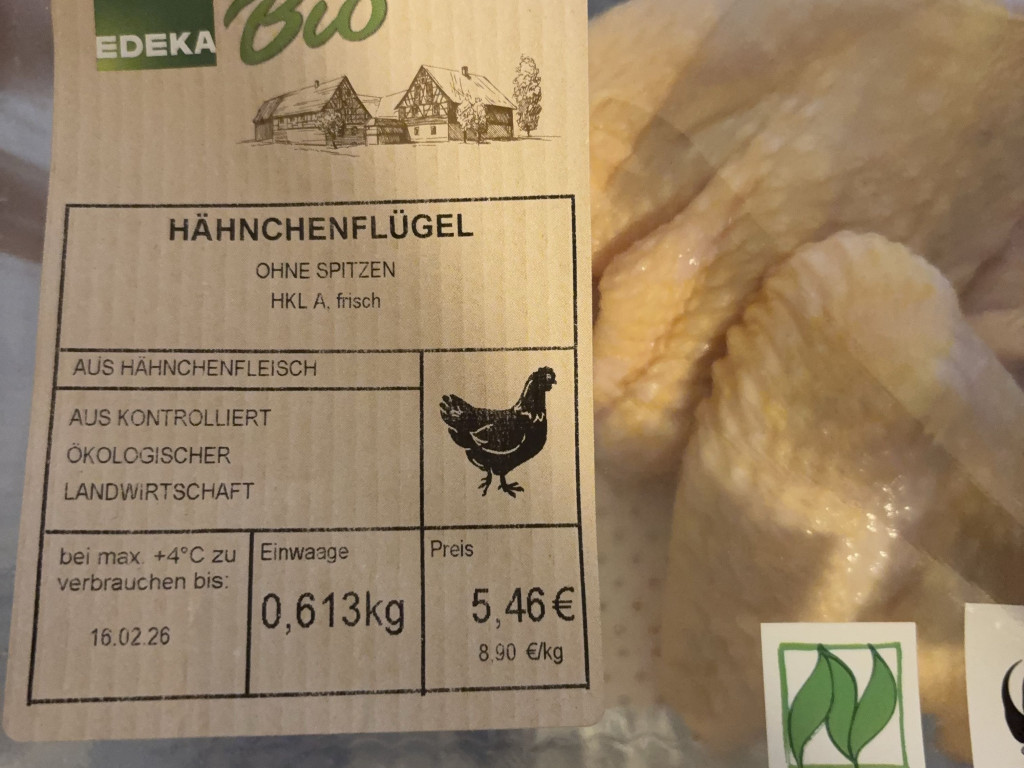 EDEKA Bio
HÄHNCHENFLÜGEL
OHNE SPITZEN
HKL A, frisch
AUS HÄHNCHENFLEISCH
AUS KONTROLLIERT
ÖKOLOGISCHER
LANDWIRTSCHAFT
bei max. +4°C zu
verbrauchen bis:
16.02.26
Einwaage
0,613kg
Preis
5,46€
8,90 €/kg